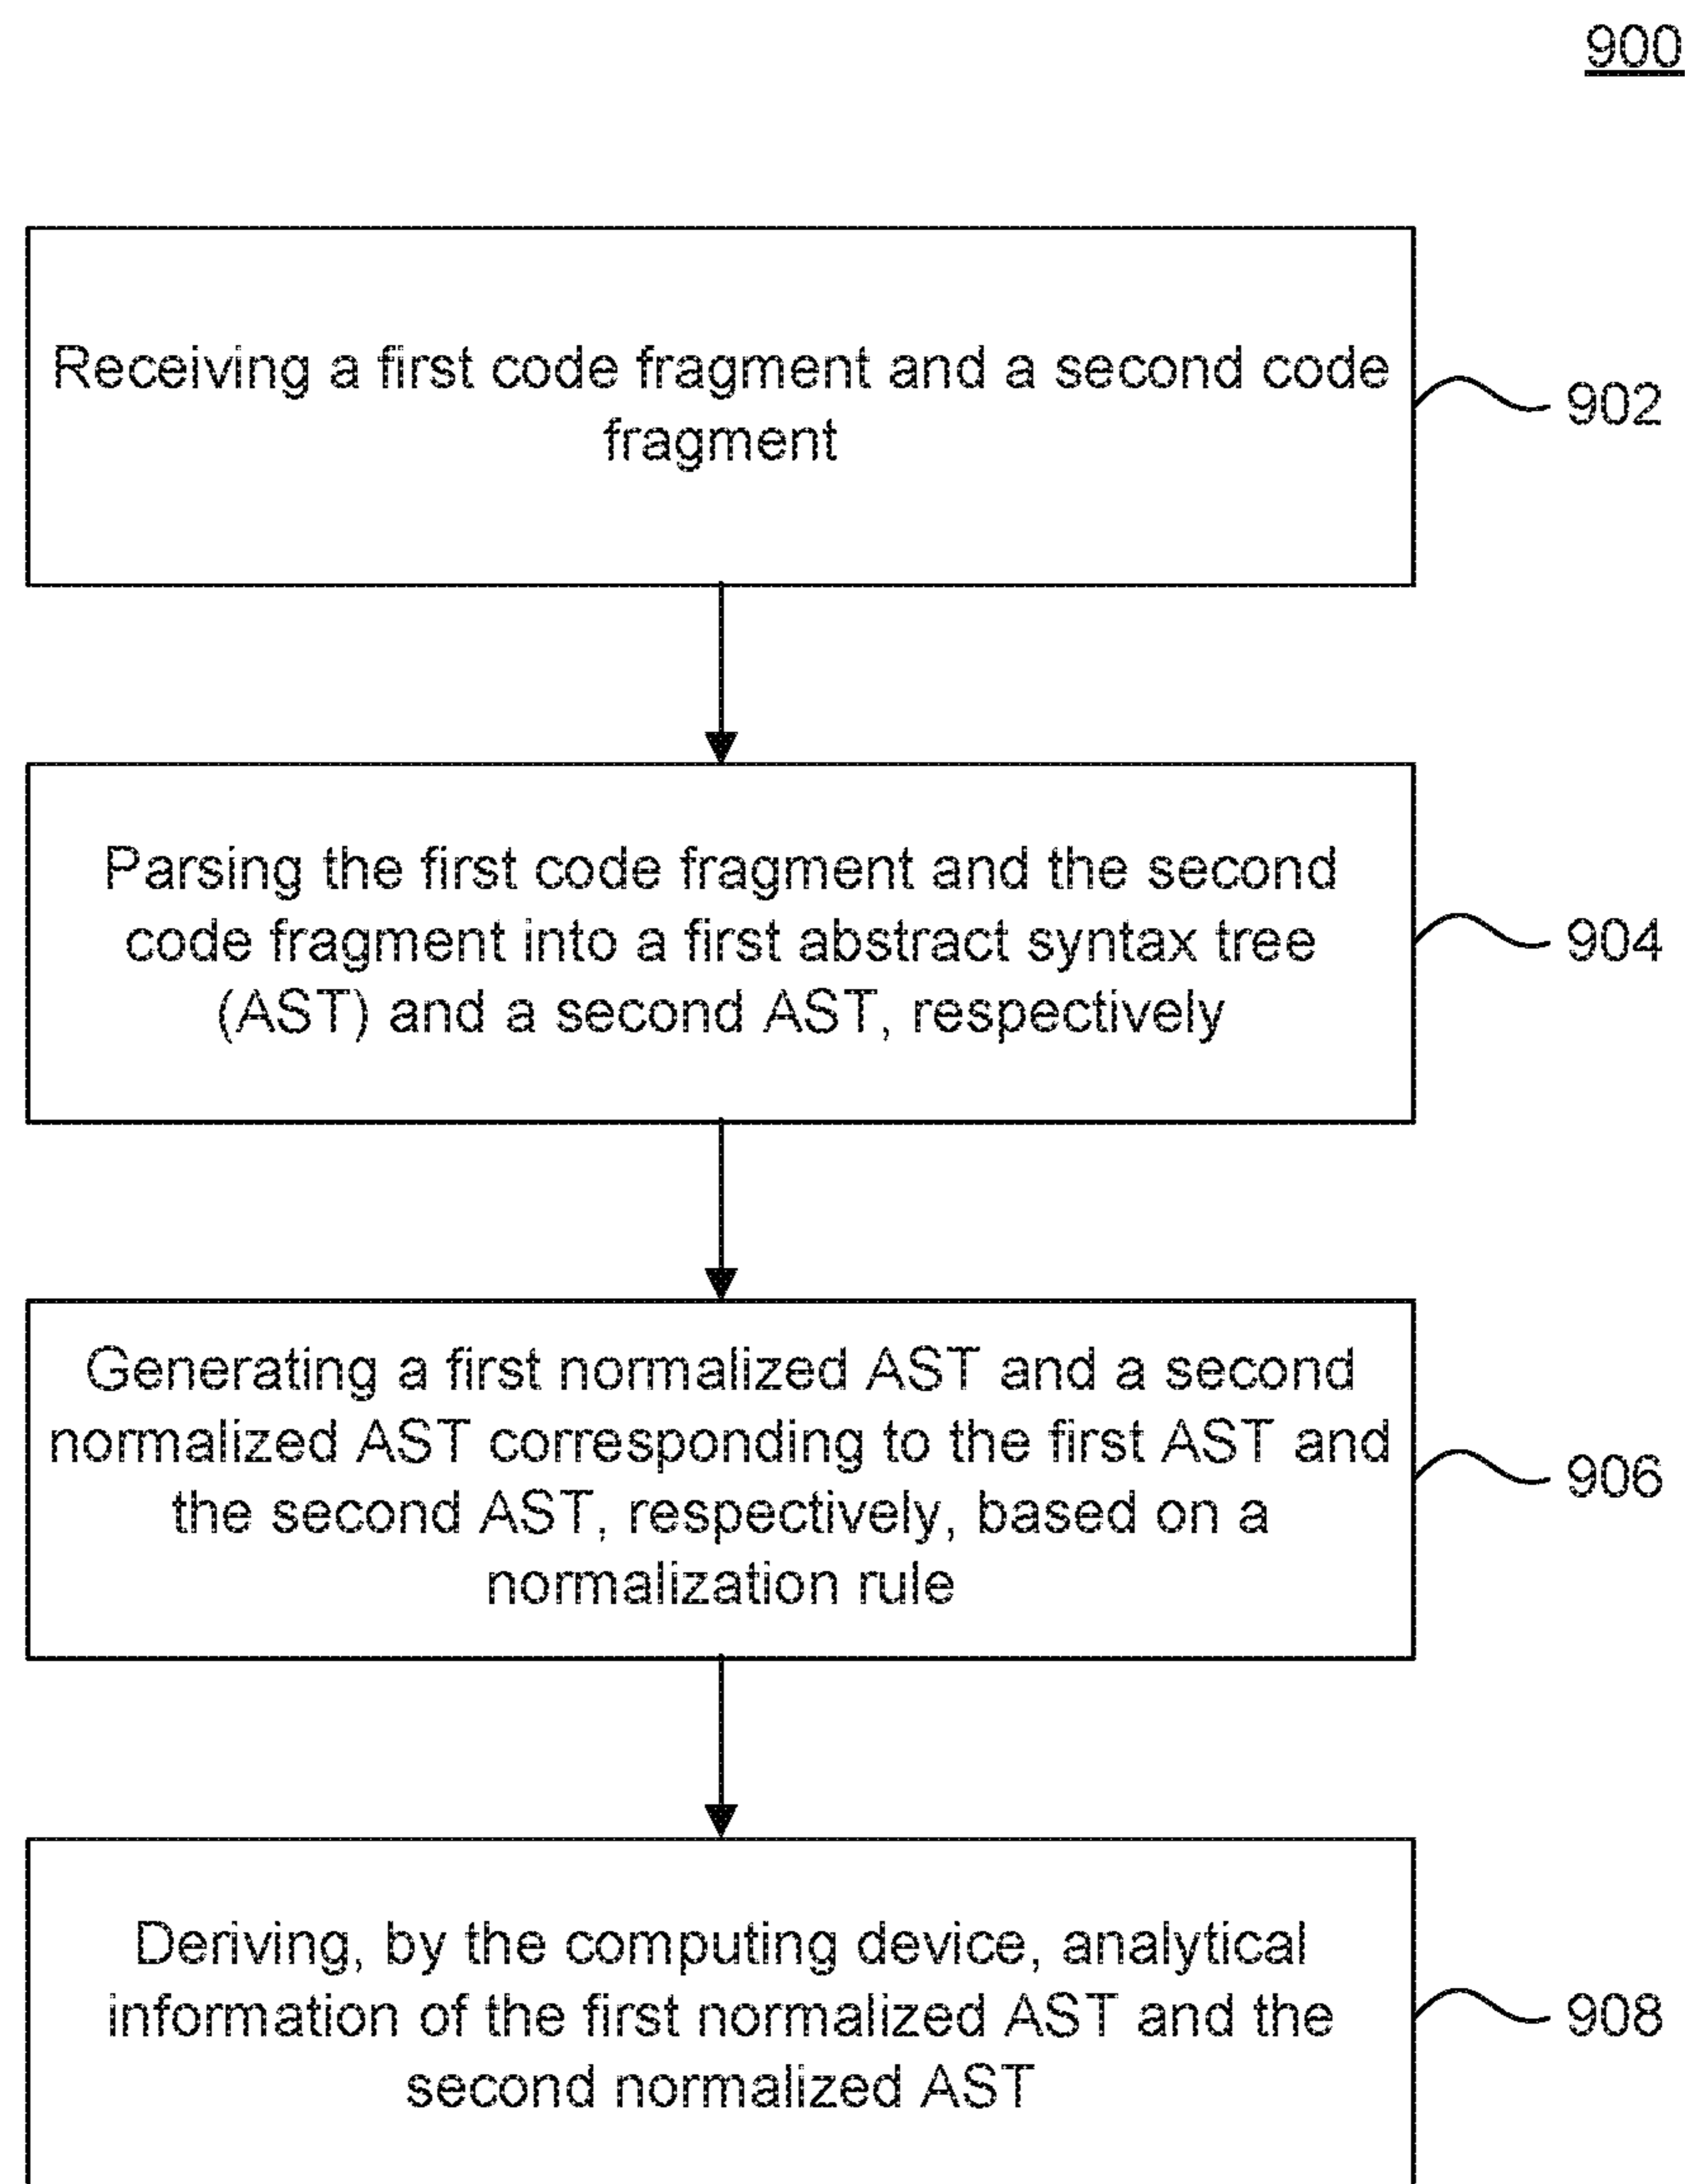 900
Receiving a first code fragment and a second code
fragment
902
Parsing the first code fragment and the second
code fragment into a first abstract syntax tree
(AST) and a second AST, respectively
904
Generating a first normalized AST and a second
normalized AST corresponding to the first AST and
the second AST, respectively, based on a
normalization rule
906
Deriving, by the computing device, analytical
information of the first normalized AST and the
second normalized AST
908